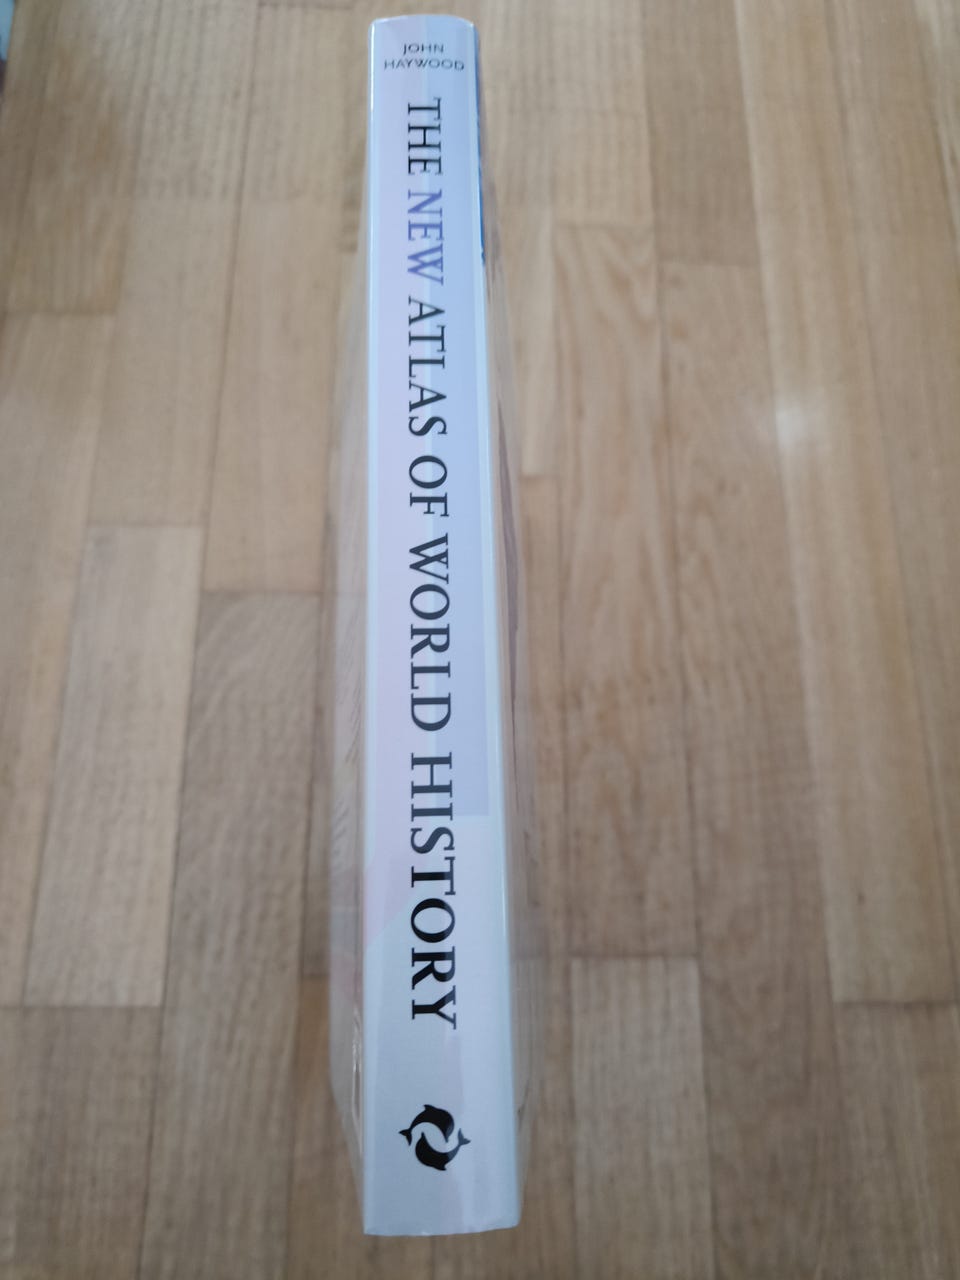 JOHN
HAYWOOD
THE NEW ATLAS OF WORLD HISTORY